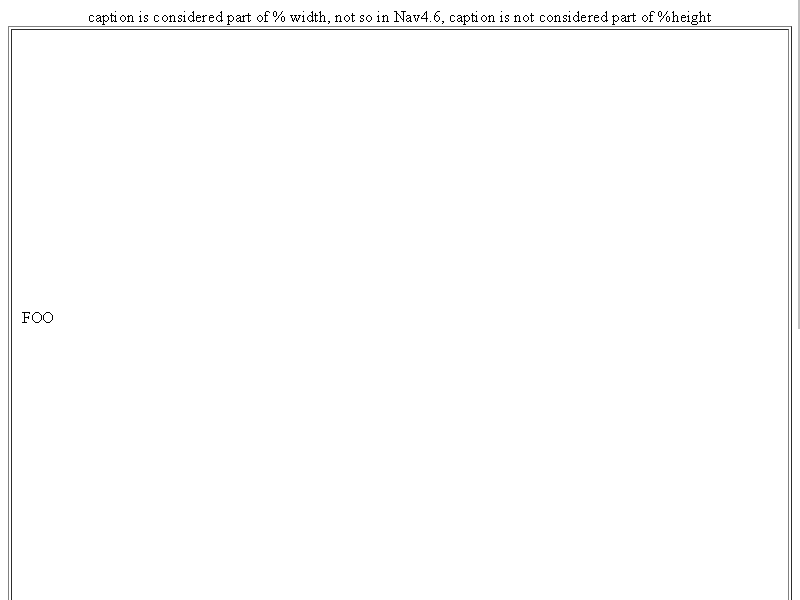 caption is considered part of % width, not so in Nav4.6, caption is not considered part of %height
FOO